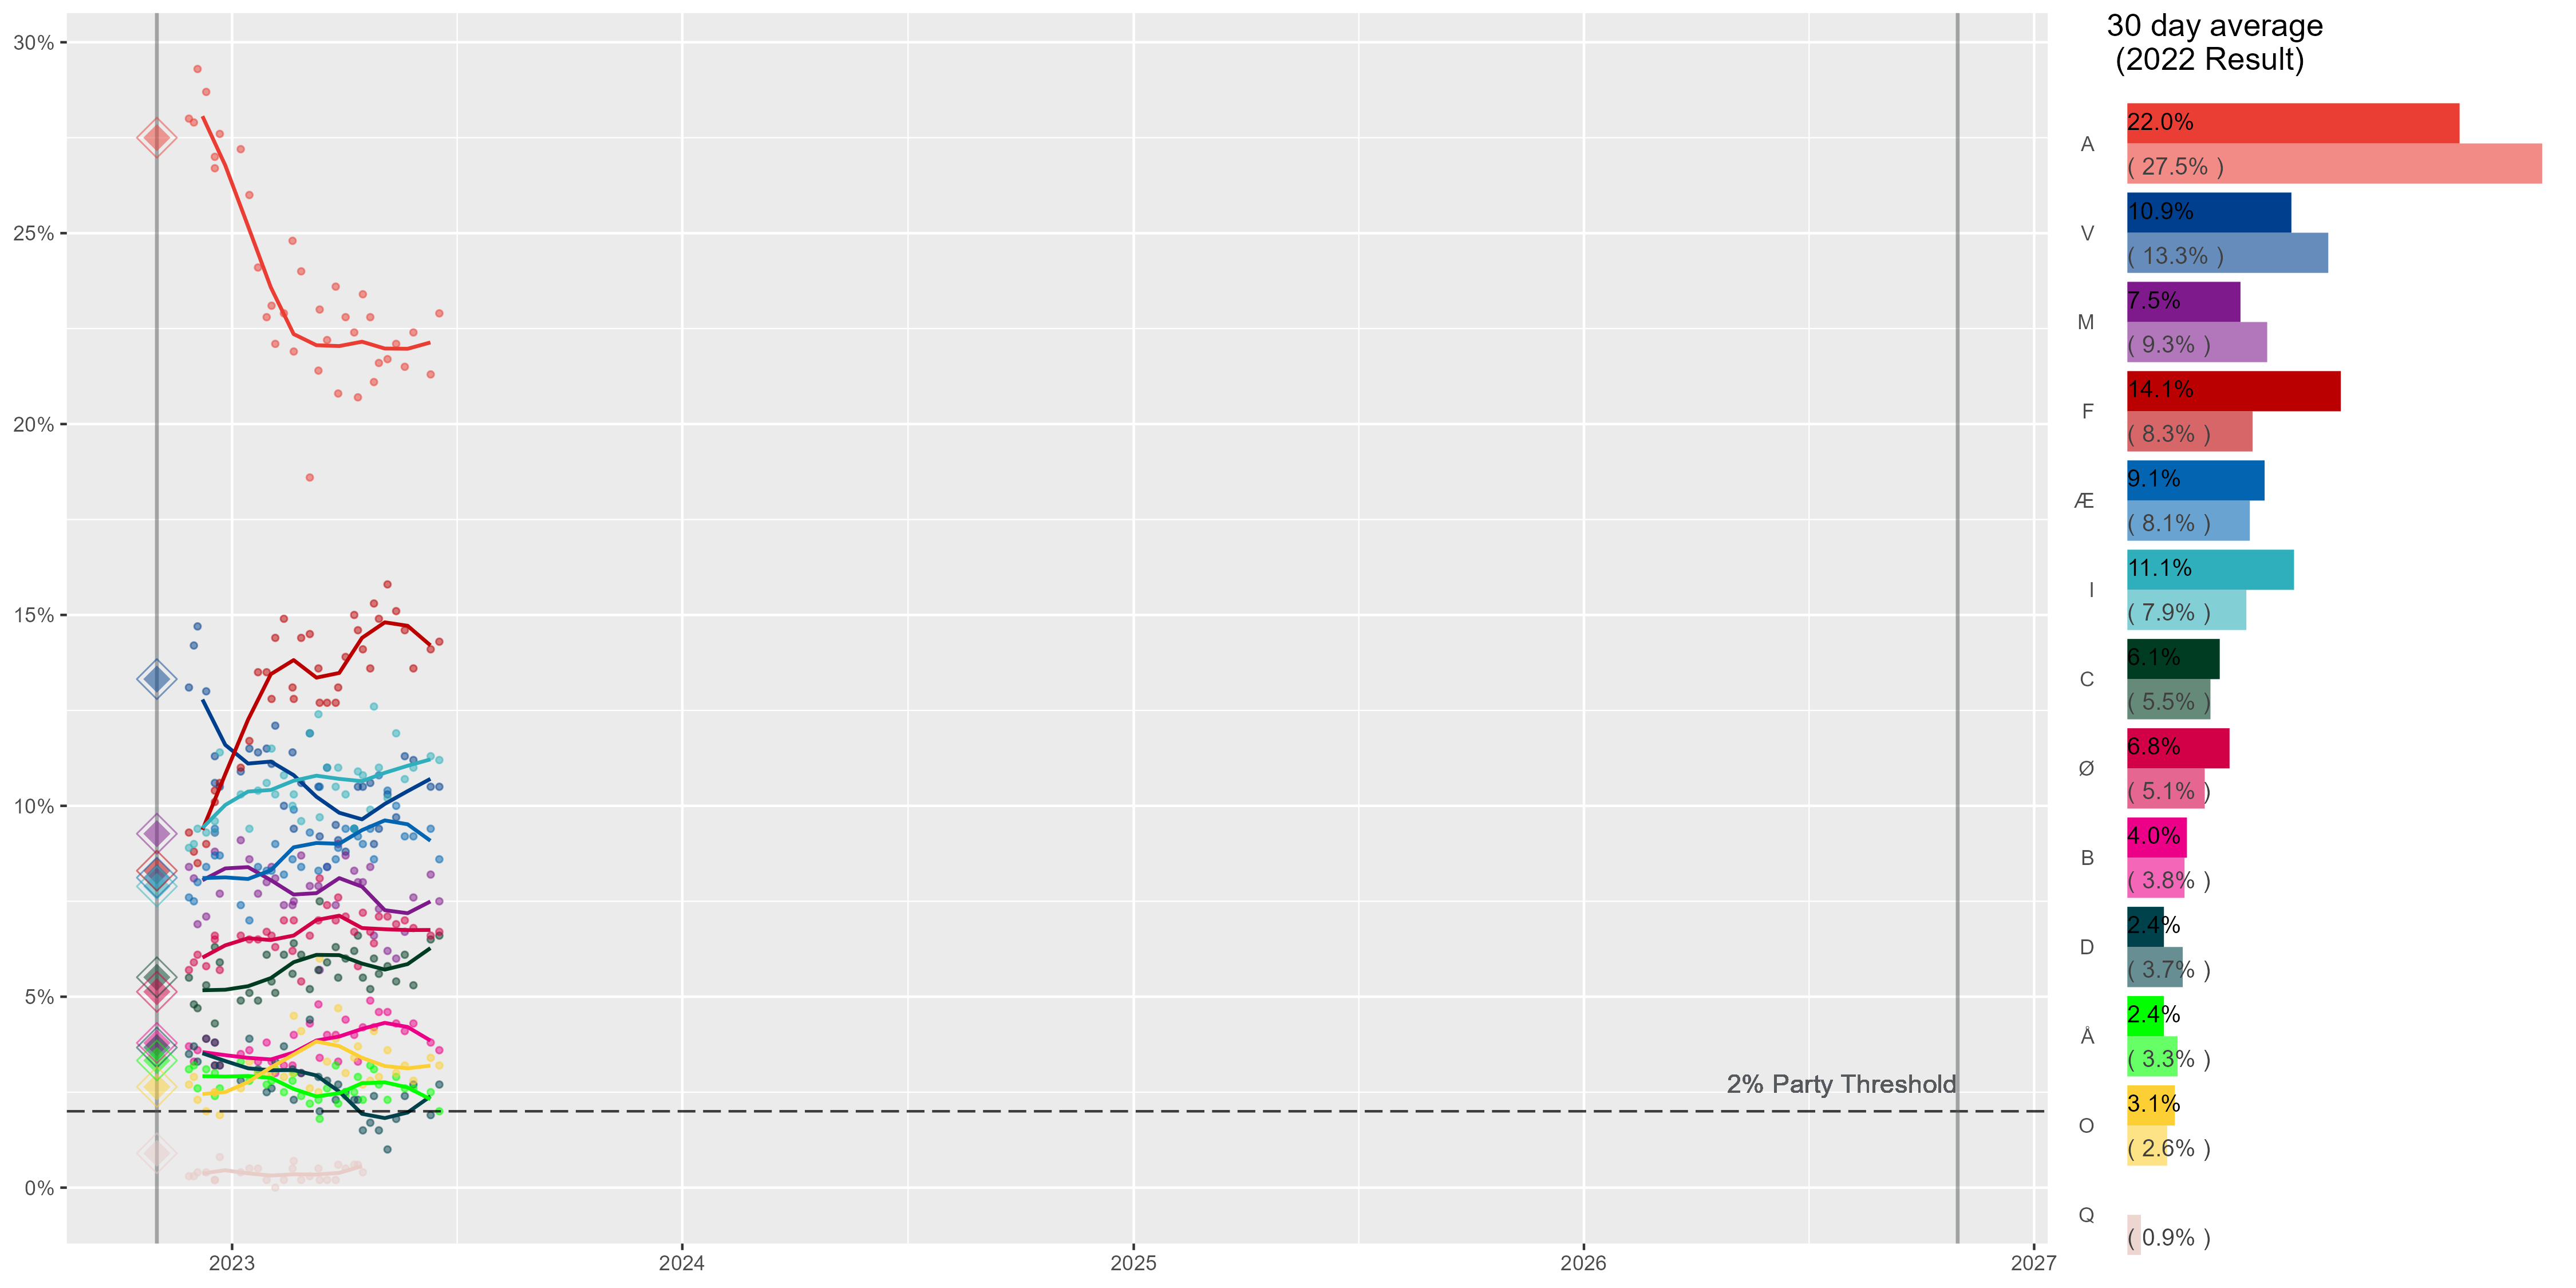 30%
25%
20%
15%
10%
5%
0%
2% Party Threshold
2023
2024
2025
2026
2027
30 day average
(2022 Result)
A
22.0%
( 27.5% )
V
10.9%
( 13.3% )
M
7.5%
( 9.3% )
F
14.1%
( 8.3% )
Æ
9.1%
( 8.1% )
I
11.1%
( 7.9% )
C
6.1%
( 5.5% )
Ø
6.8%
( 5.1% )
B
4.0%
( 3.8% )
D
2.4%
( 3.7% )
Å
2.4%
( 3.3% )
O
3.1%
( 2.6% )
Q
( 0.9% )